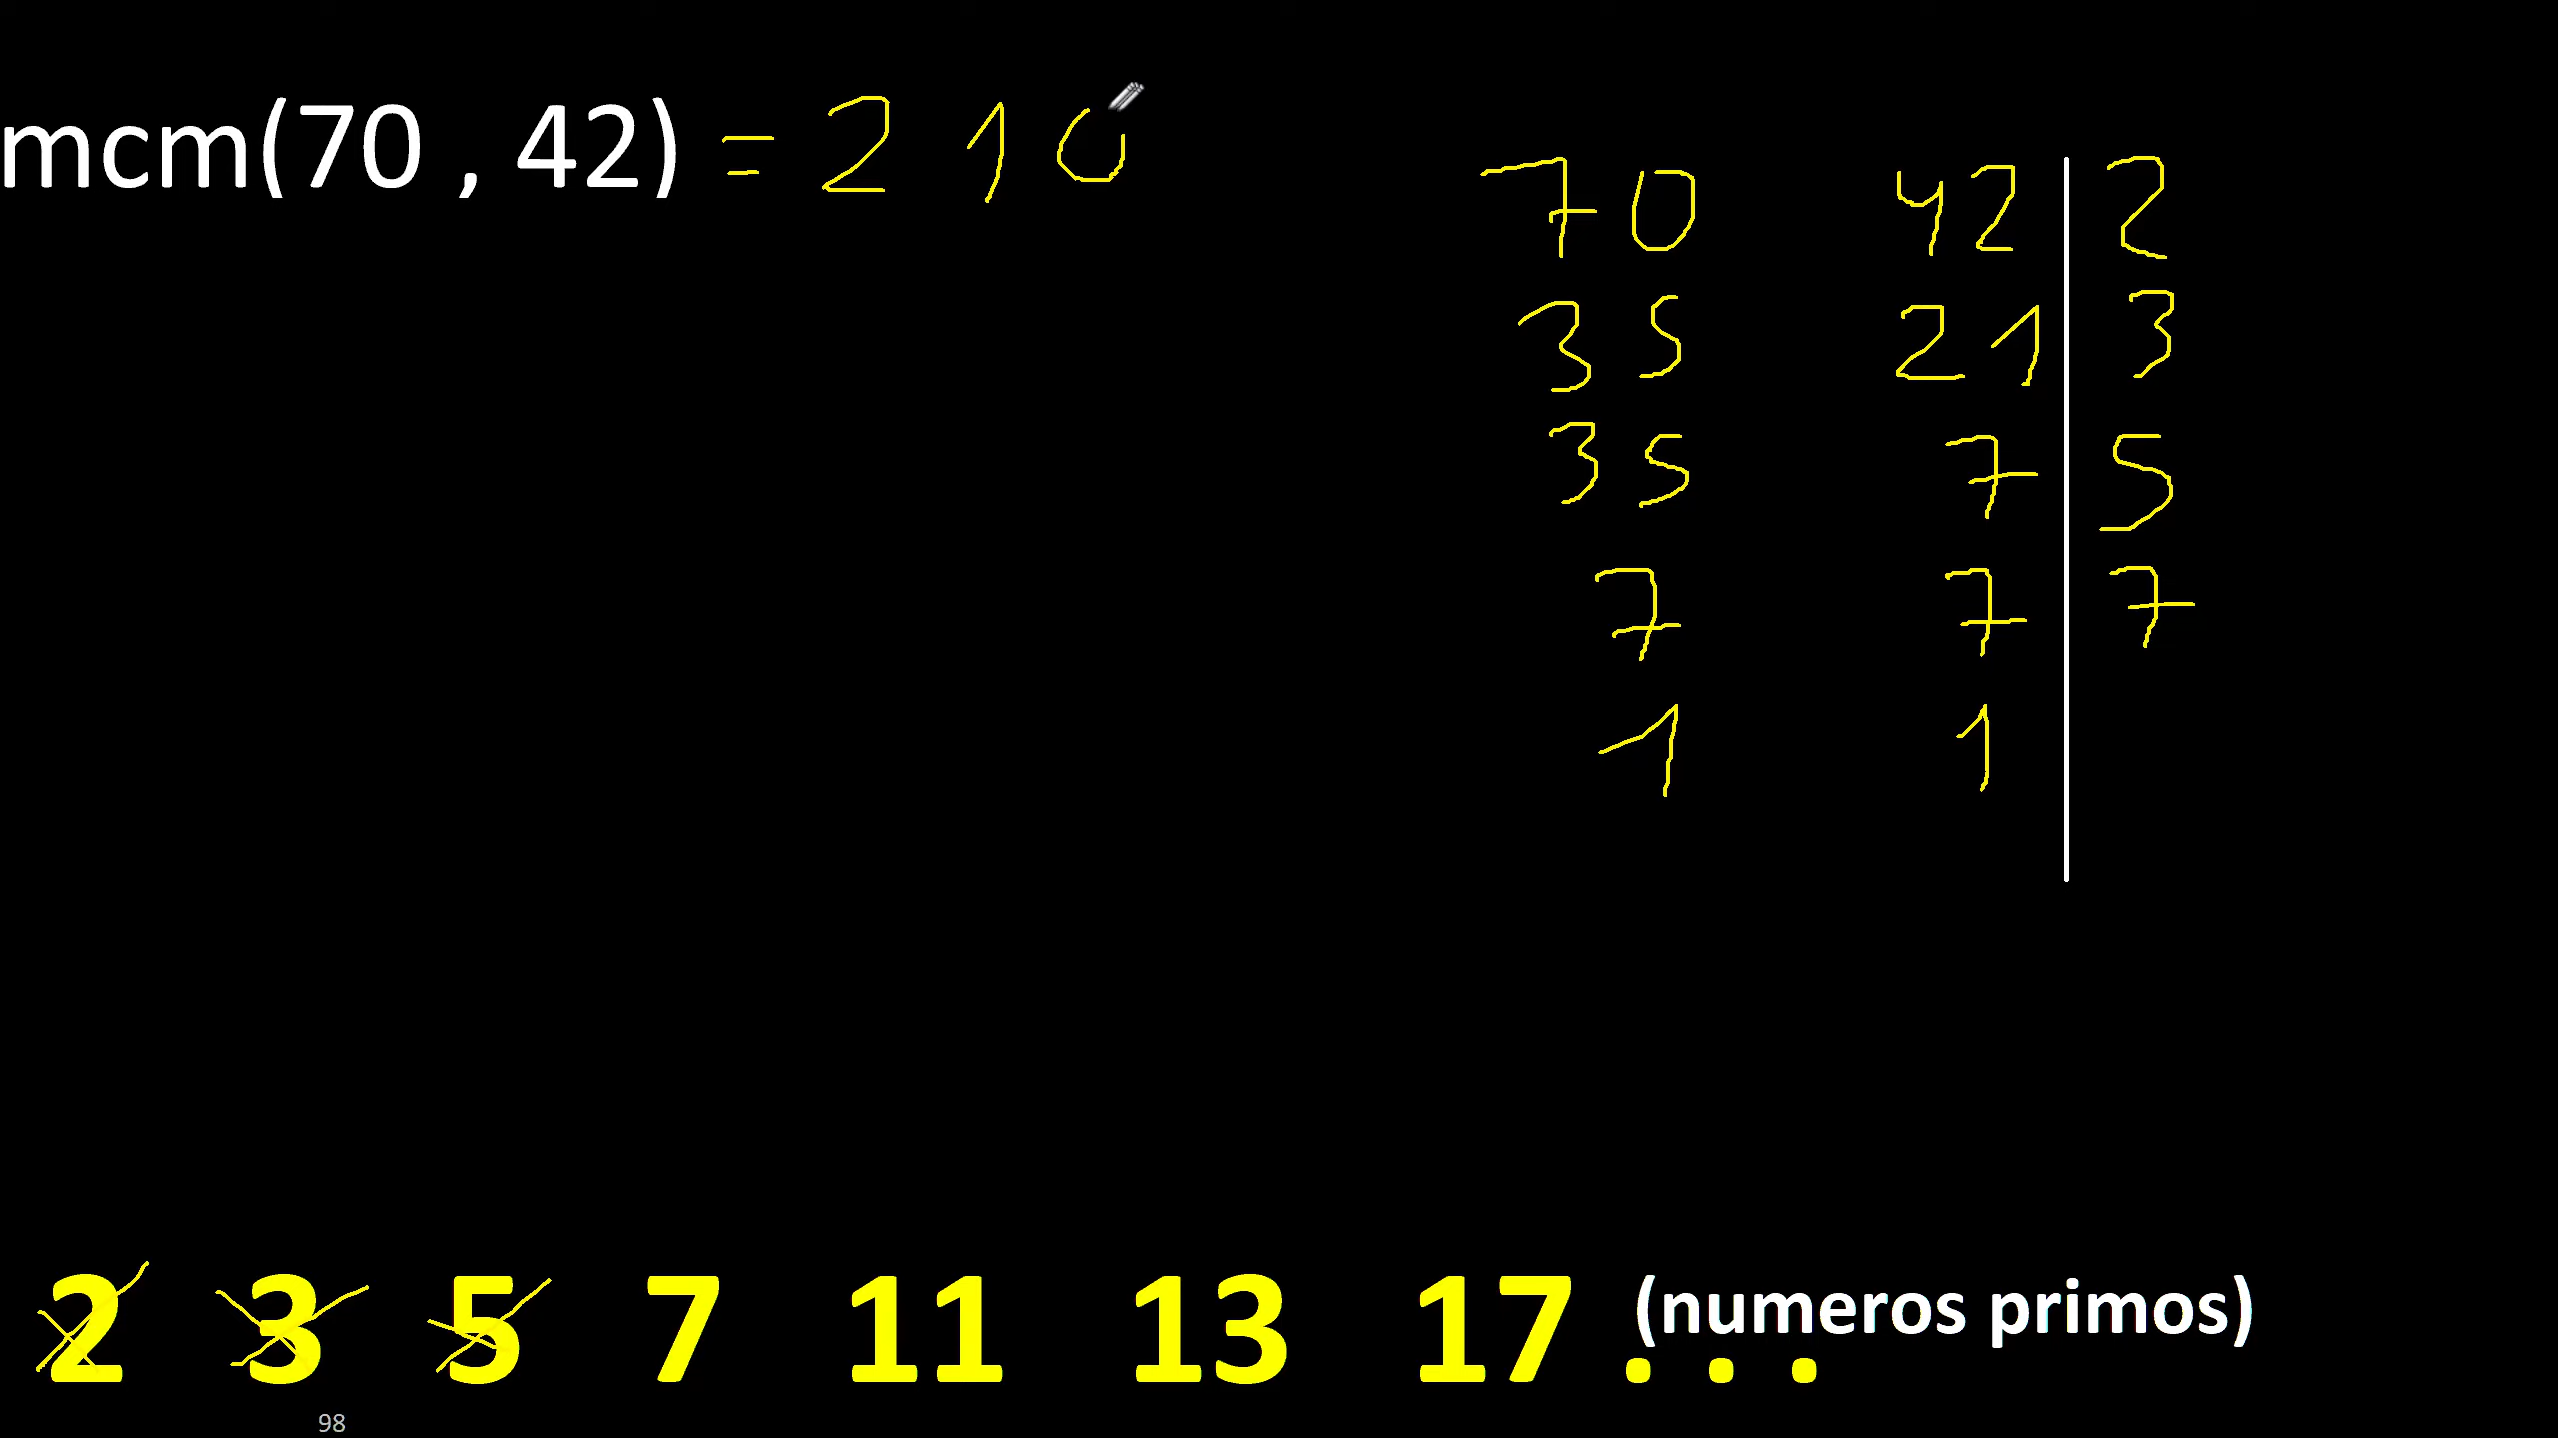 mcm(70 , 42) = 210
70 42 2
35 21 3
35 7 5
7 7 7
1 1
2 3 5 7 11 13 17 ... (numeros primos)
98